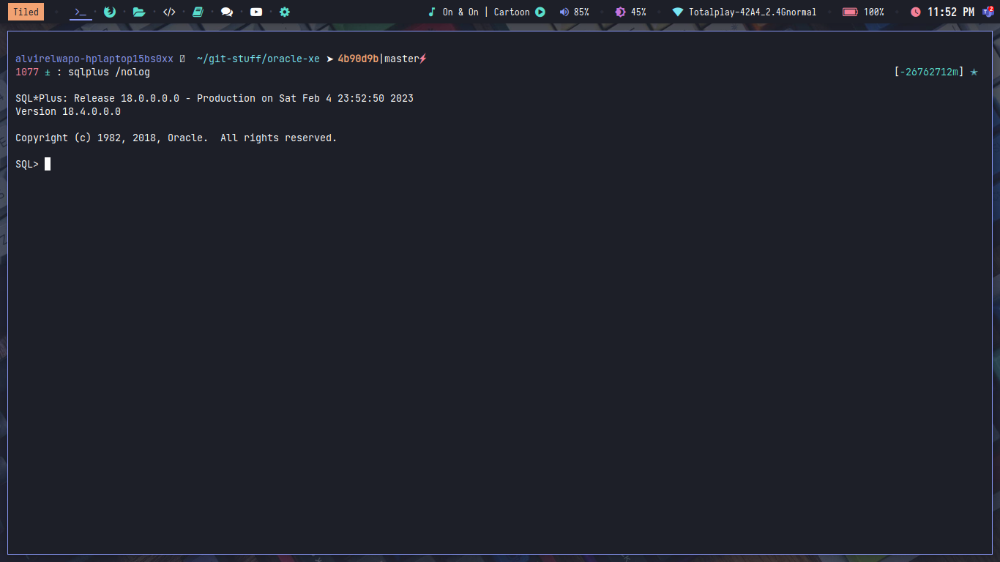 Tiled On & On | Cartoon 85% 45% Totalplay-42A4_2.4Gnormal 100% 11:52 PM 2
alvirelwapo-hplaptop15bs0xx ~/git-stuff/oracle-xe ➤ 4b90d9b|master⚡
1077 ± : sqlplus /nolog [-26762712m] ✭
SQL*Plus: Release 18.0.0.0.0 - Production on Sat Feb 4 23:52:50 2023
Version 18.4.0.0.0
Copyright (c) 1982, 2018, Oracle.  All rights reserved.
SQL>